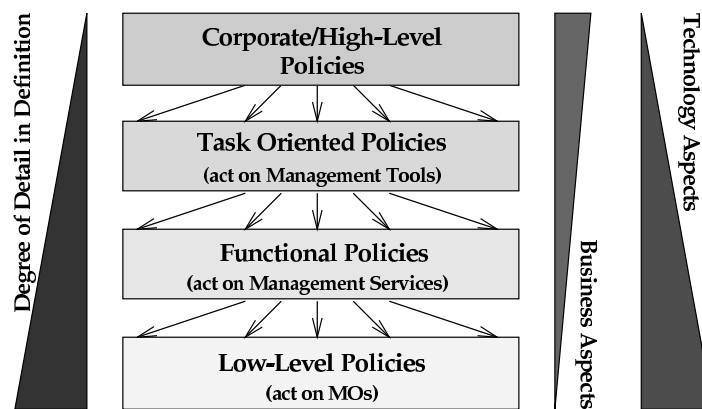 Degree of Detail in Definition
Corporate/High-Level
Policies
Task Oriented Policies
(act on Management Tools)
Functional Policies
(act on Management Services)
Low-Level Policies
(act on MOs)
Business Aspects
Technology Aspects